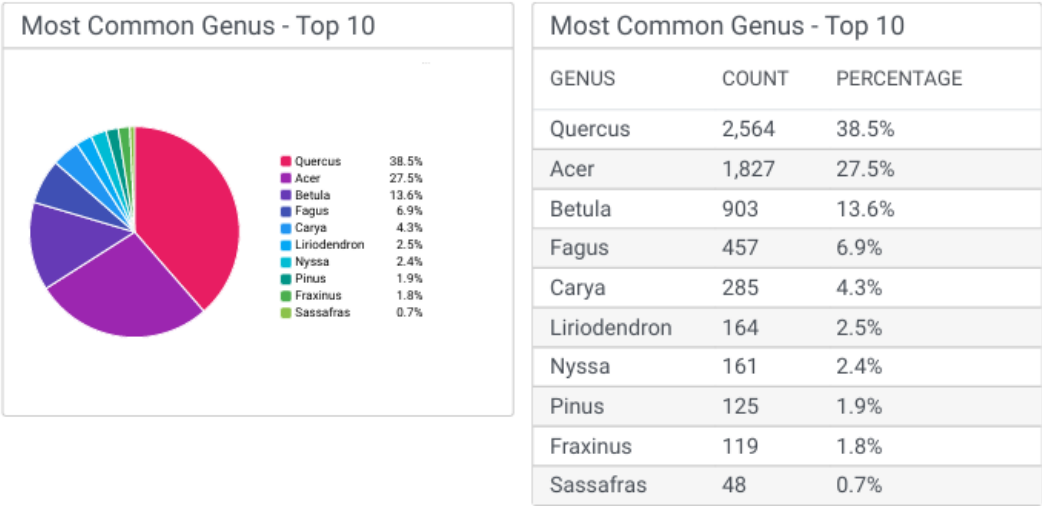 Most Common Genus - Top 10
Quercus 38.5%
Acer 27.5%
Betula 13.6%
Fagus 6.9%
Carya 4.3%
Liriodendron 2.5%
Nyssa 2.4%
Pinus 1.9%
Fraxinus 1.8%
Sassafras 0.7%
Most Common Genus - Top 10
GENUS COUNT PERCENTAGE
Quercus 2,564 38.5%
Acer 1,827 27.5%
Betula 903 13.6%
Fagus 457 6.9%
Carya 285 4.3%
Liriodendron 164 2.5%
Nyssa 161 2.4%
Pinus 125 1.9%
Fraxinus 119 1.8%
Sassafras 48 0.7%